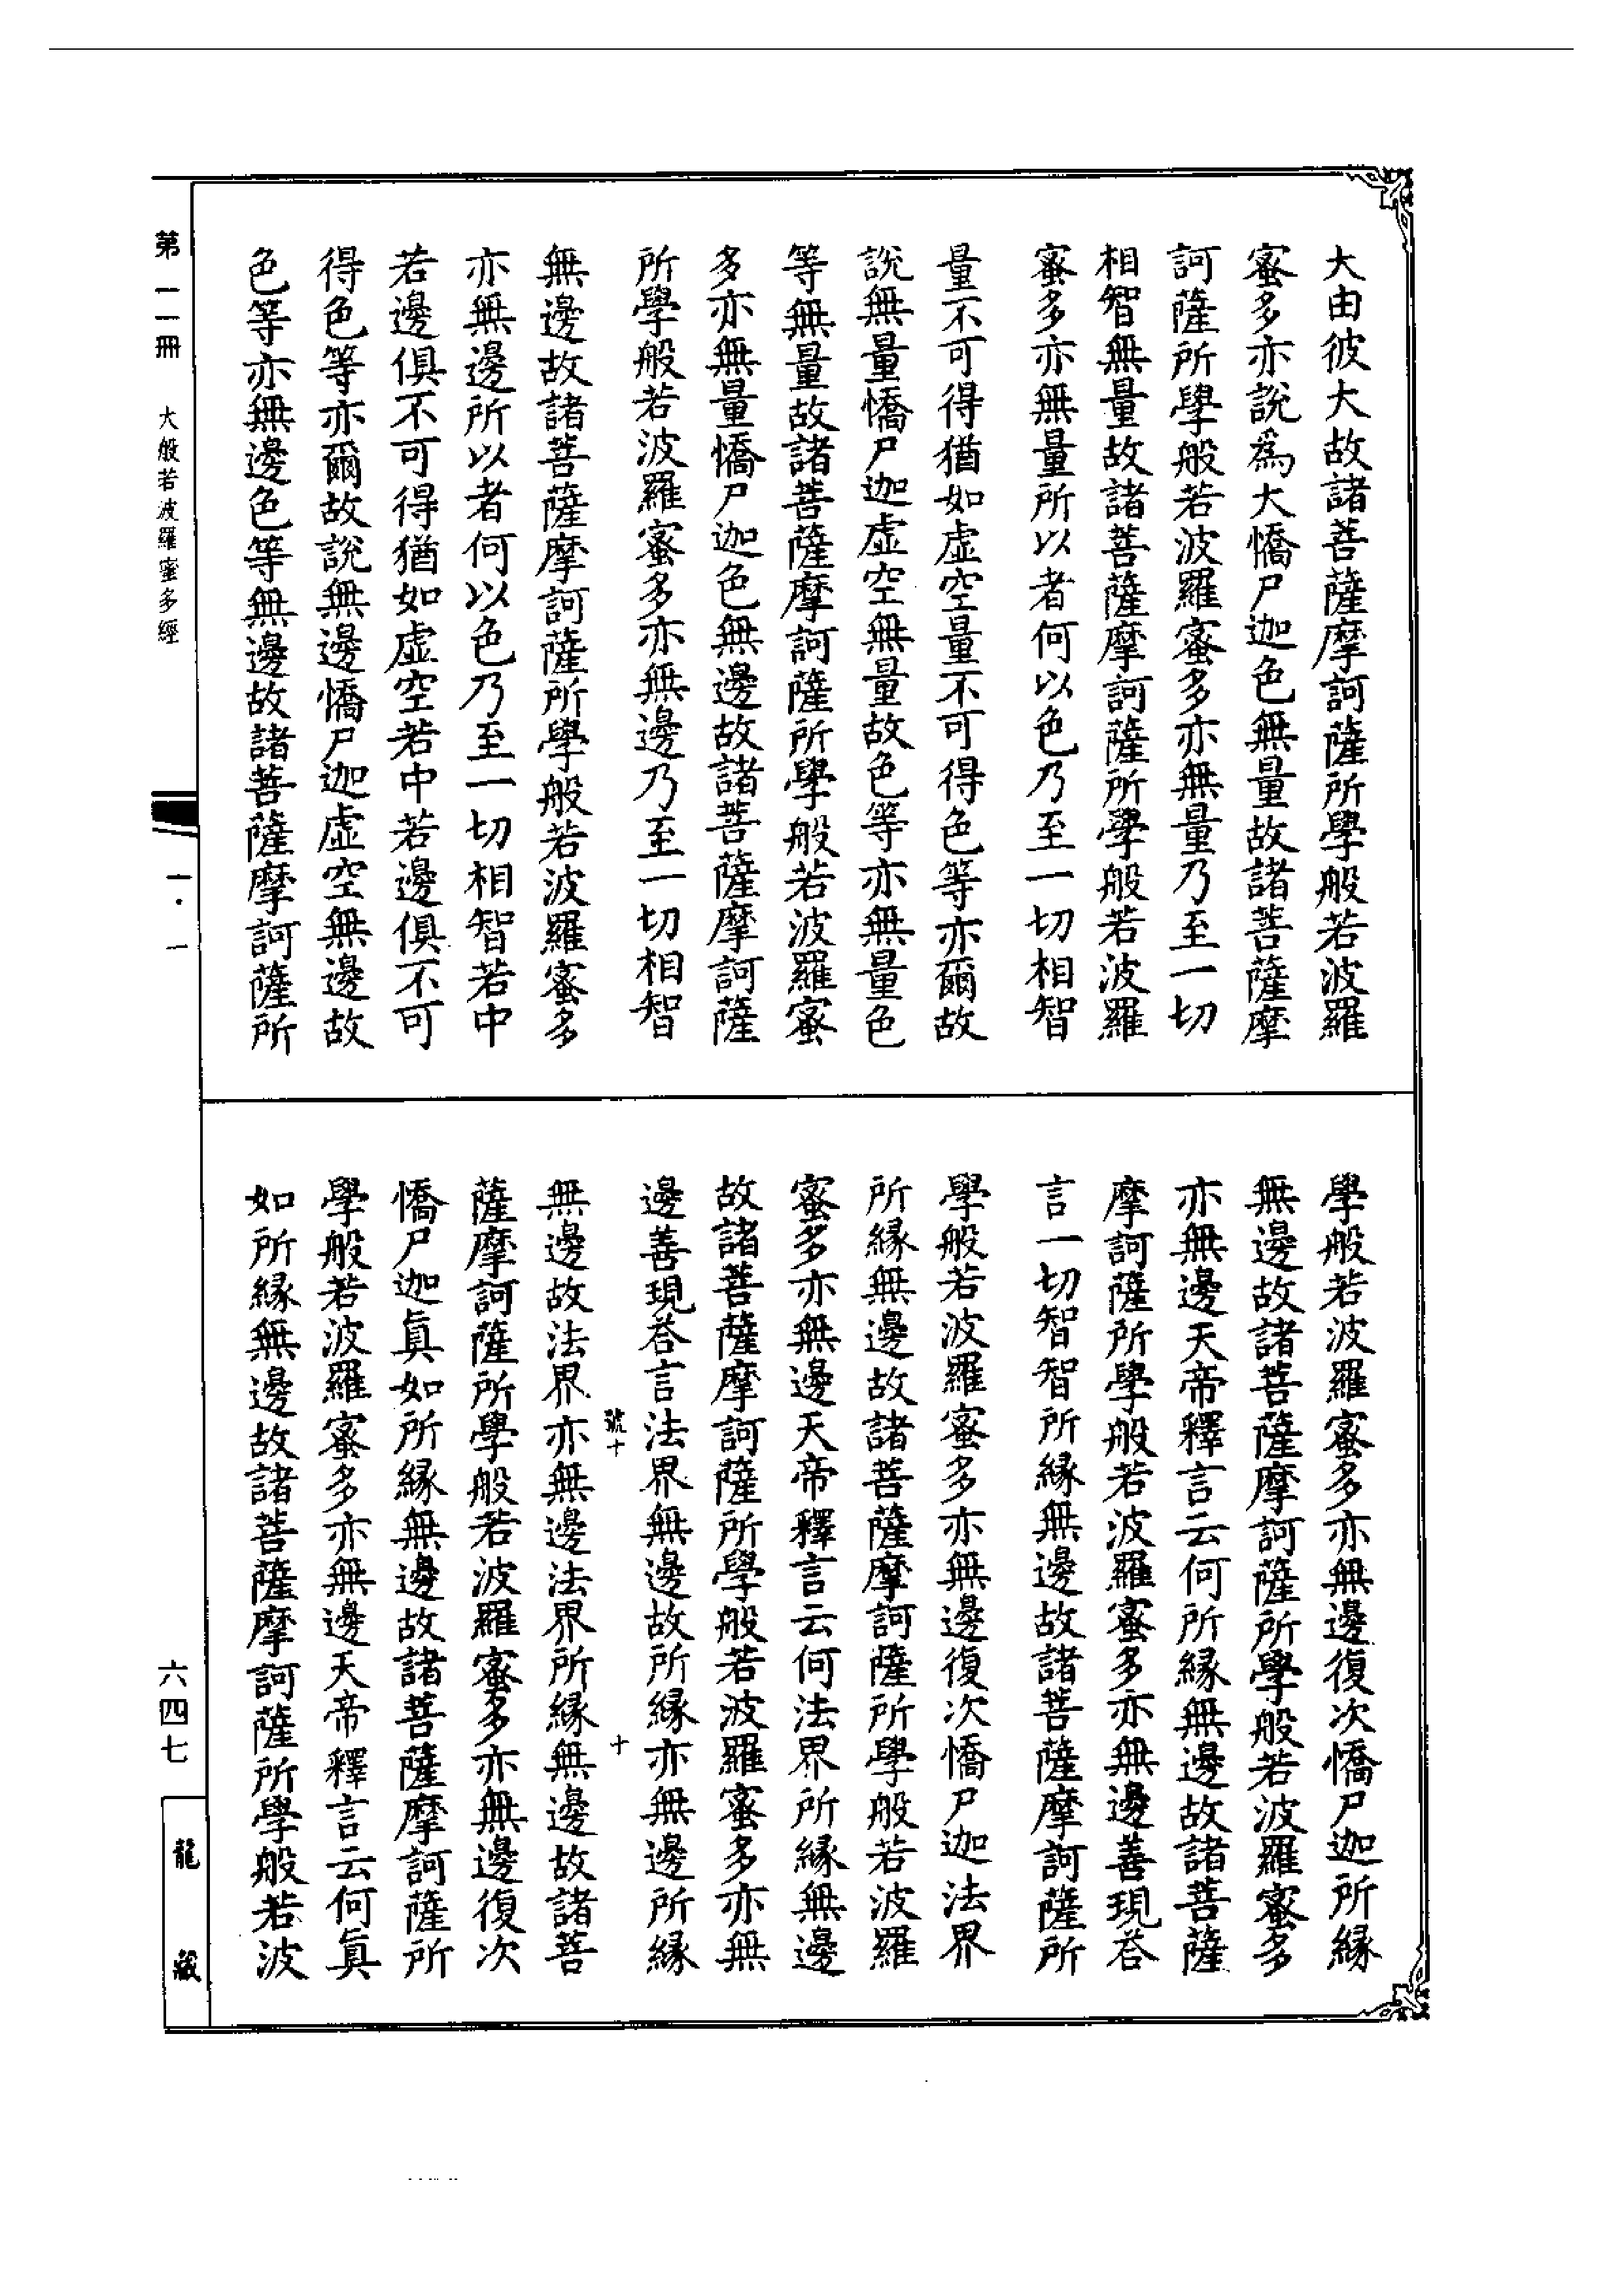 大由彼大故諸菩薩摩訶薩所學般若波羅
蜜多亦說爲大憍尸迦色無量故諸菩薩摩
訶薩所學般若波羅蜜多亦無量乃至一切
相智無量故諸菩薩摩訶薩所學般若波羅
蜜多亦無量所以者何以色乃至一切相智
量不可得猶如虛空量不可得色等亦爾故
說無量憍尸迦虛空無量故色等亦無量色
等無量故諸菩薩摩訶薩所學般若波羅蜜
多亦無量憍尸迦色無邊故諸菩薩摩訶薩
所學般若波羅蜜多亦無邊乃至一切相智
無邊故諸菩薩摩訶薩所學般若波羅蜜多
亦無邊所以者何以色乃至一切相智若中
若邊俱不可得猶如虛空若中若邊俱不可
得色等亦爾故說無邊憍尸迦虛空無邊故
色等亦無邊色等無邊故諸菩薩摩訶薩所
學般若波羅蜜多亦無邊復次憍尸迦所緣
無邊故諸菩薩摩訶薩所學般若波羅蜜多
亦無邊天帝釋言云何所緣無邊故諸菩薩
摩訶薩所學般若波羅蜜多亦無邊善現荅
言一切智智所緣無邊故諸菩薩摩訶薩所
學般若波羅蜜多亦無邊復次憍尸迦法界
所緣無邊故諸菩薩摩訶薩所學般若波羅
蜜多亦無邊天帝釋言云何法界所緣無邊
故諸菩薩摩訶薩所學般若波羅蜜多亦無
邊善現荅言法界無邊故所緣亦無邊所緣
號十 十
無邊故法界亦無邊法界所緣無邊故諸菩
薩摩訶薩所學般若波羅蜜多亦無邊復次
憍尸迦眞如所緣無邊故諸菩薩摩訶薩所
學般若波羅蜜多亦無邊天帝釋言云何眞
如所緣無邊故諸菩薩摩訶薩所學般若波
第一一冊 大般若波羅蜜多經 一·一
六四七
龍藏